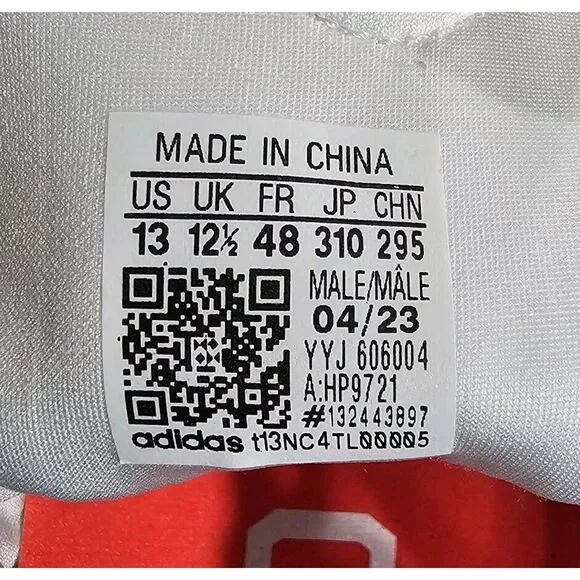 MADE IN CHINA
US UK FR JP CHN
13 12½ 48 310 295
MALE/MÂLE
04/23
YYJ 606004
A:HP9721
#132443897
adidas t13NC4TL00005